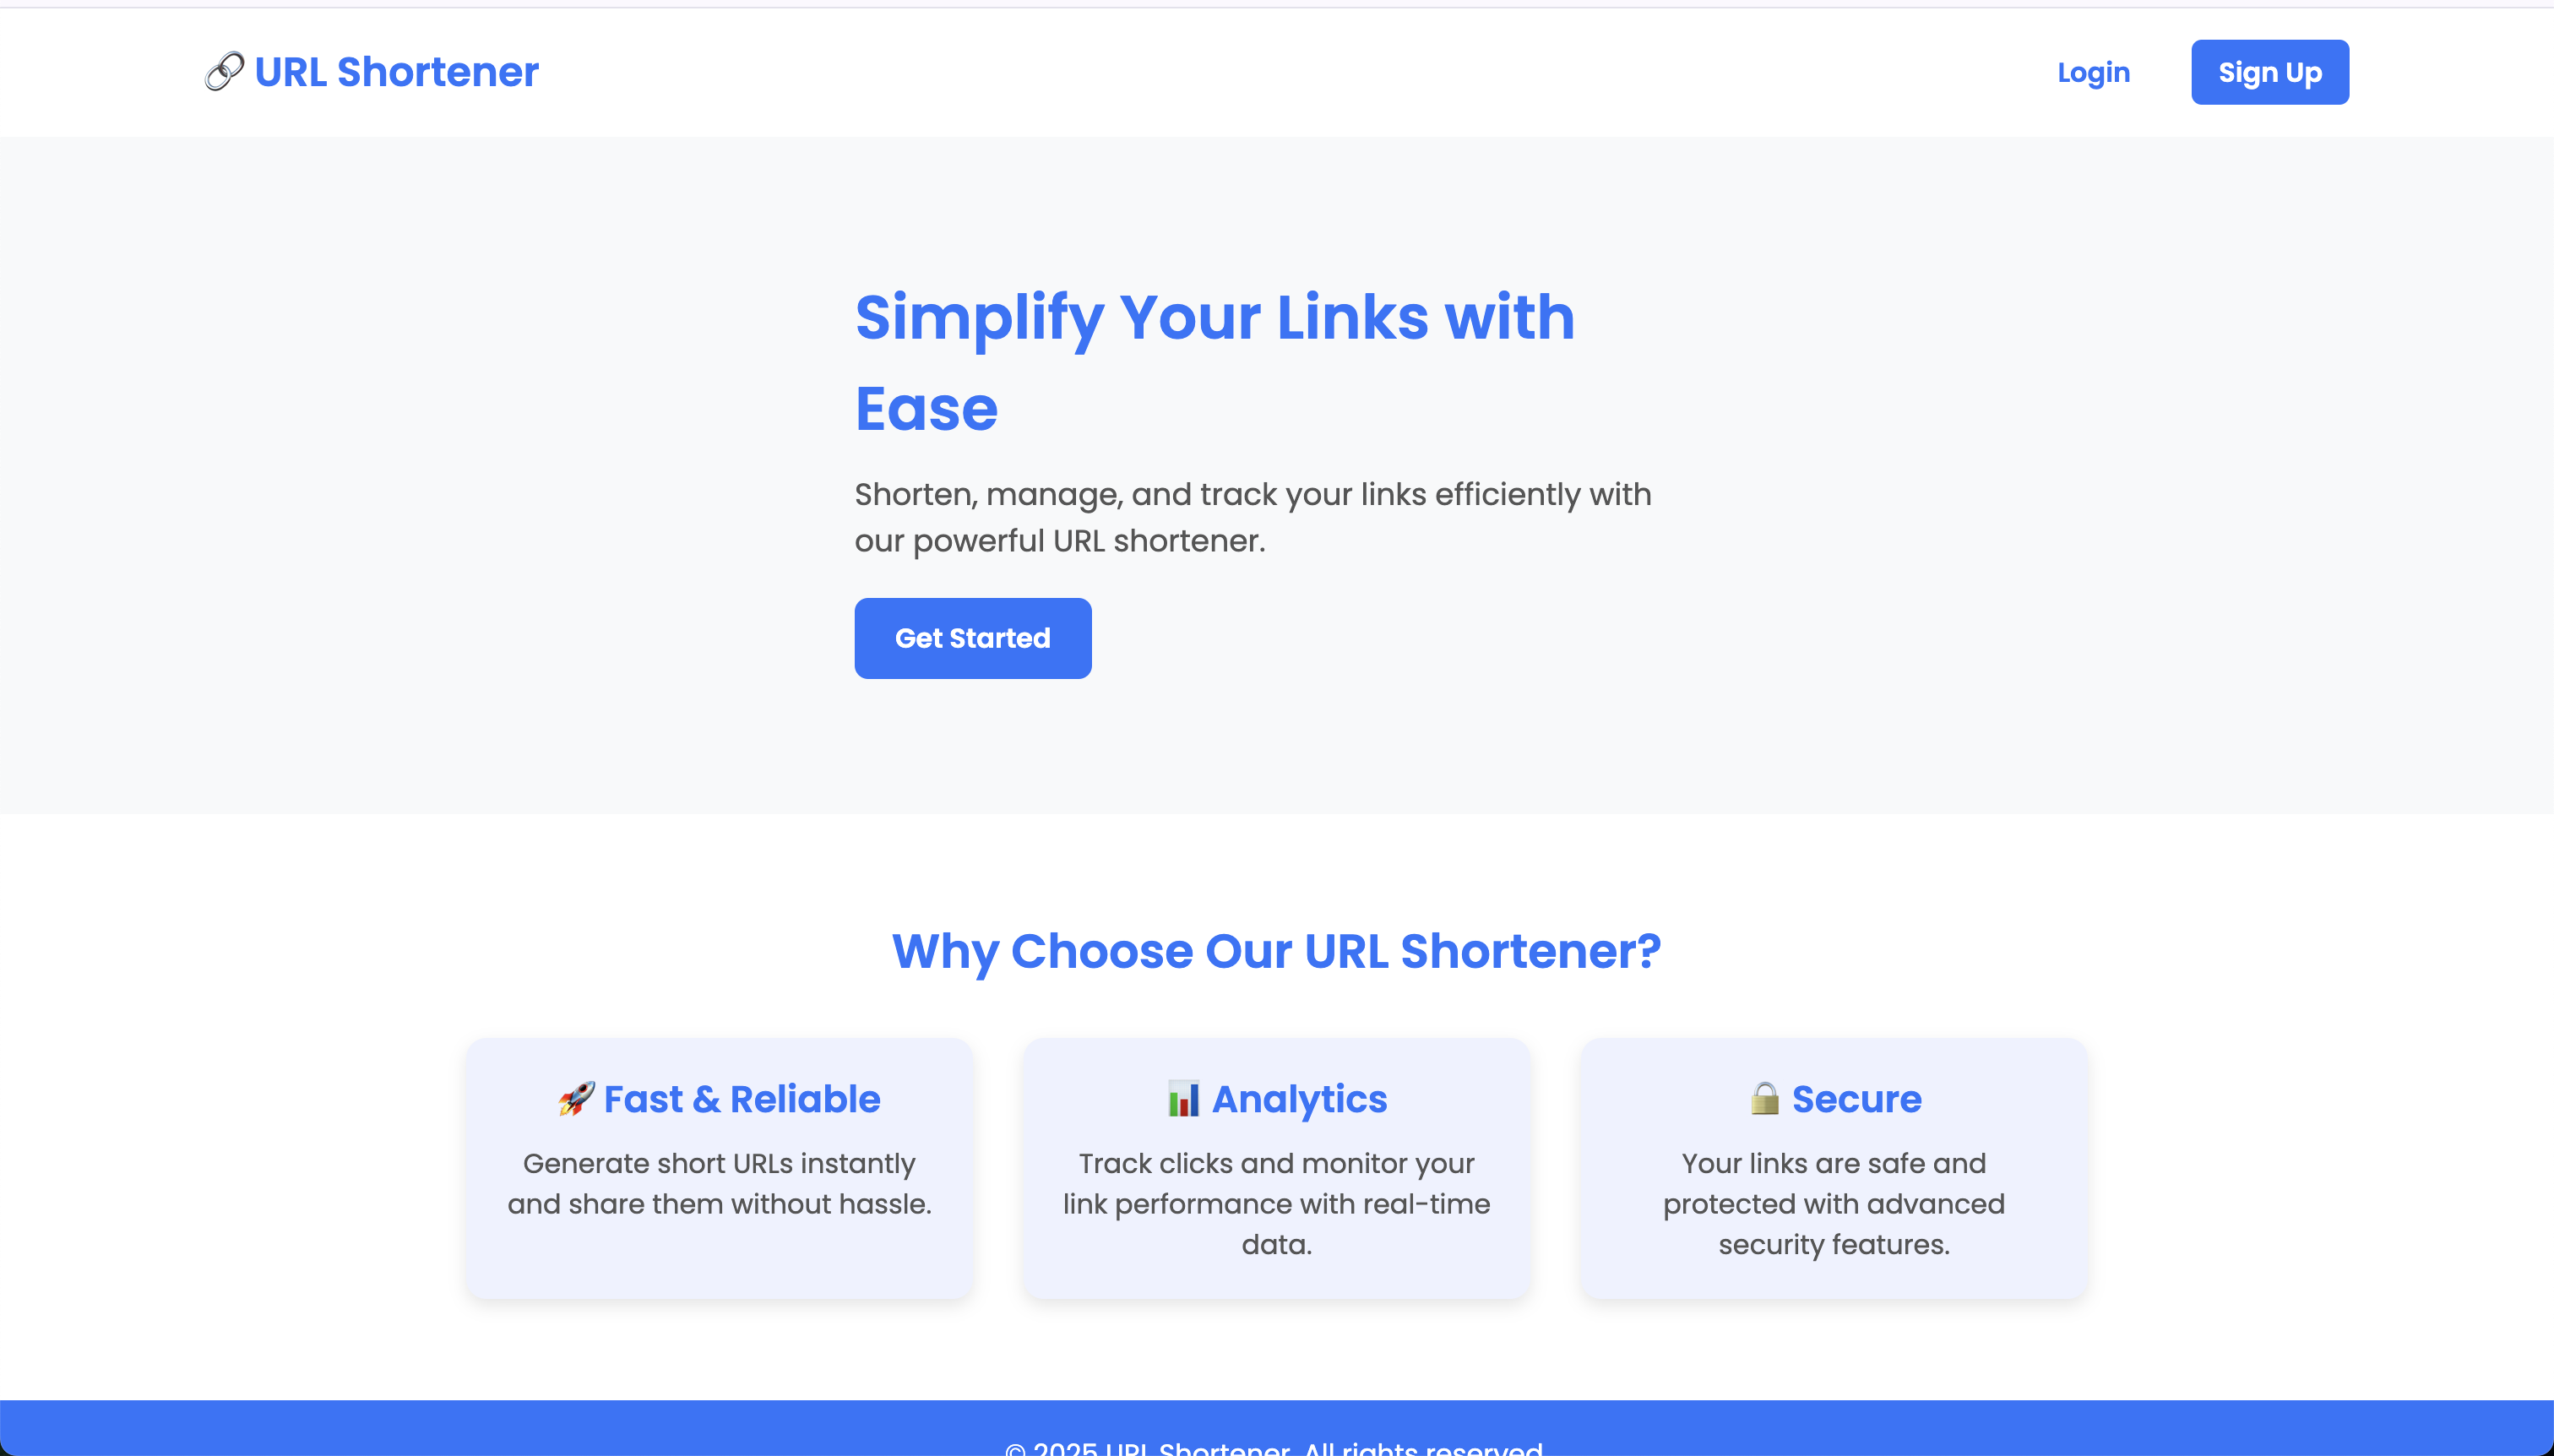 URL Shortener
Login
Sign Up
Simplify Your Links with
Ease
Shorten, manage, and track your links efficiently with
our powerful URL shortener.
Get Started
Why Choose Our URL Shortener?
Fast & Reliable
Generate short URLs instantly
and share them without hassle.
Analytics
Track clicks and monitor your
link performance with real-time
data.
Secure
Your links are safe and
protected with advanced
security features.
© 2025 URL Shortener. All rights reserved.